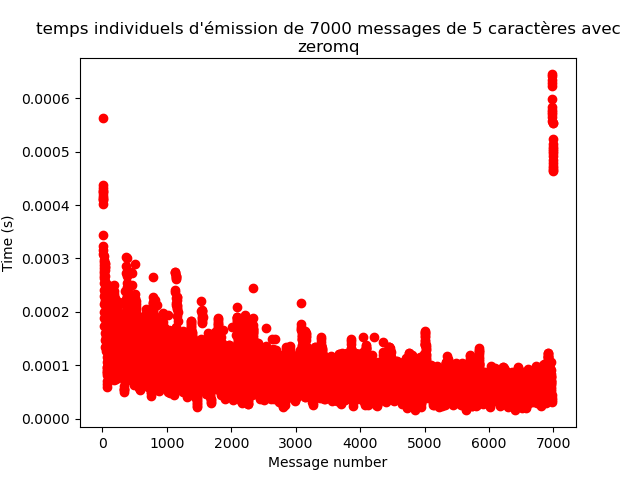 temps individuels d'émission de 7000 messages de 5 caractères avec
zeromq
0.0006
0.0005
0.0004
0.0003
0.0002
0.0001
0.0000
Time (s)
0 1000 2000 3000 4000 5000 6000 7000
Message number